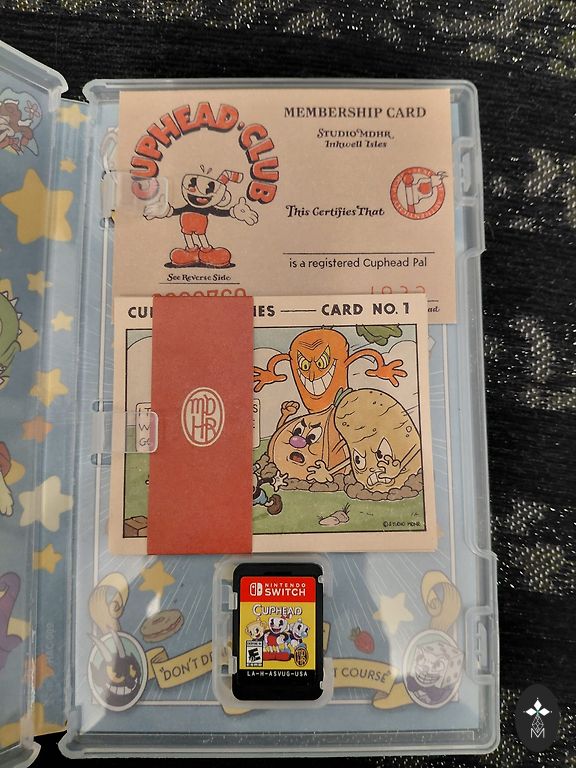 CUPHEAD·CLUB
MEMBERSHIP CARD
STUDIO MDHR
Inkwell Isles
This Certifies That
is a registered Cuphead Pal
See Reverse Side
CARD NO. 1
MDHR
© STUDIO MDHR
NINTENDO
SWITCH
CUPHEAD
LA-H-ASVUG-USA
"DON'T
COURSE"